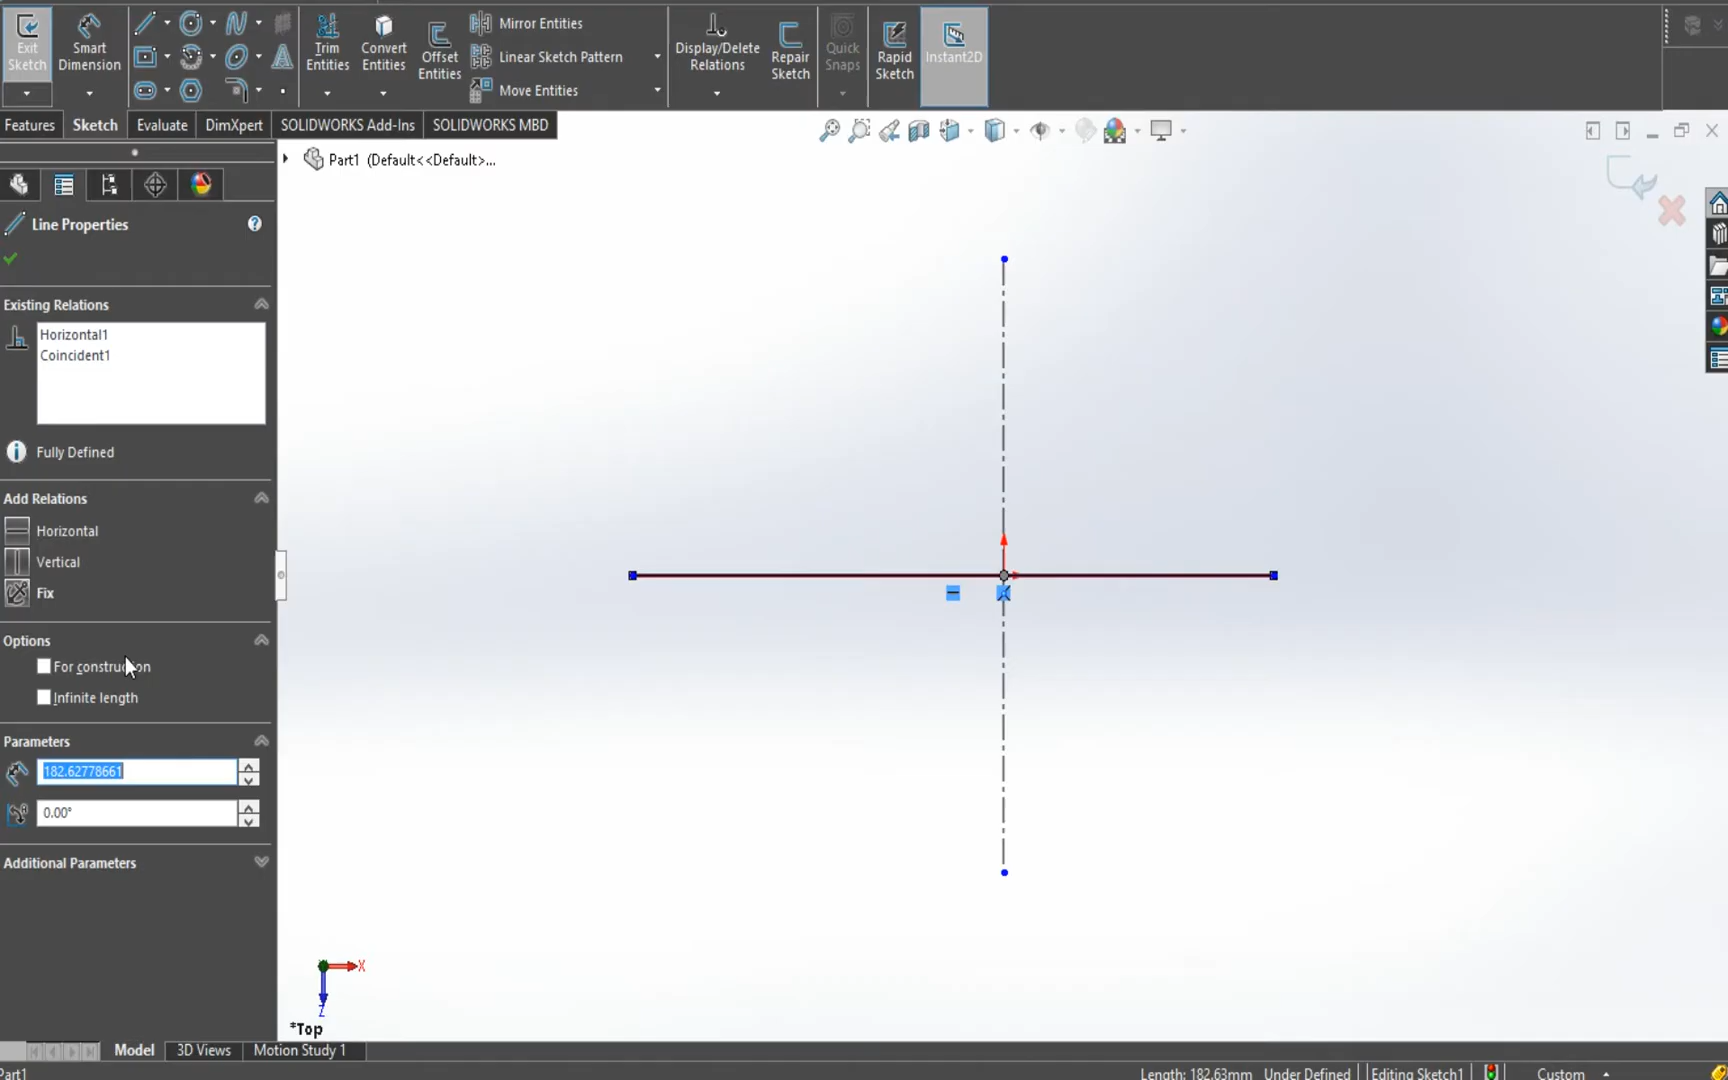 Exit
Sketch
Smart
Dimension
Trim
Entities
Convert
Entities
Offset
Entities
Mirror Entities
Linear Sketch Pattern
Move Entities
Display/Delete
Relations
Repair
Sketch
Quick
Snaps
Rapid
Sketch
Instant2D
Features
Sketch
Evaluate
DimXpert
SOLIDWORKS Add-Ins
SOLIDWORKS MBD
Part1 (Default<<Default>...
Line Properties
Existing Relations
Horizontal1
Coincident1
Fully Defined
Add Relations
Horizontal
Vertical
Fix
Options
For construction
Infinite length
Parameters
182.62778661
0.00°
Additional Parameters
X
Z
*Top
Model
3D Views
Motion Study 1
Part1
Length: 182.63mm
Under Defined
Editing Sketch1
Custom